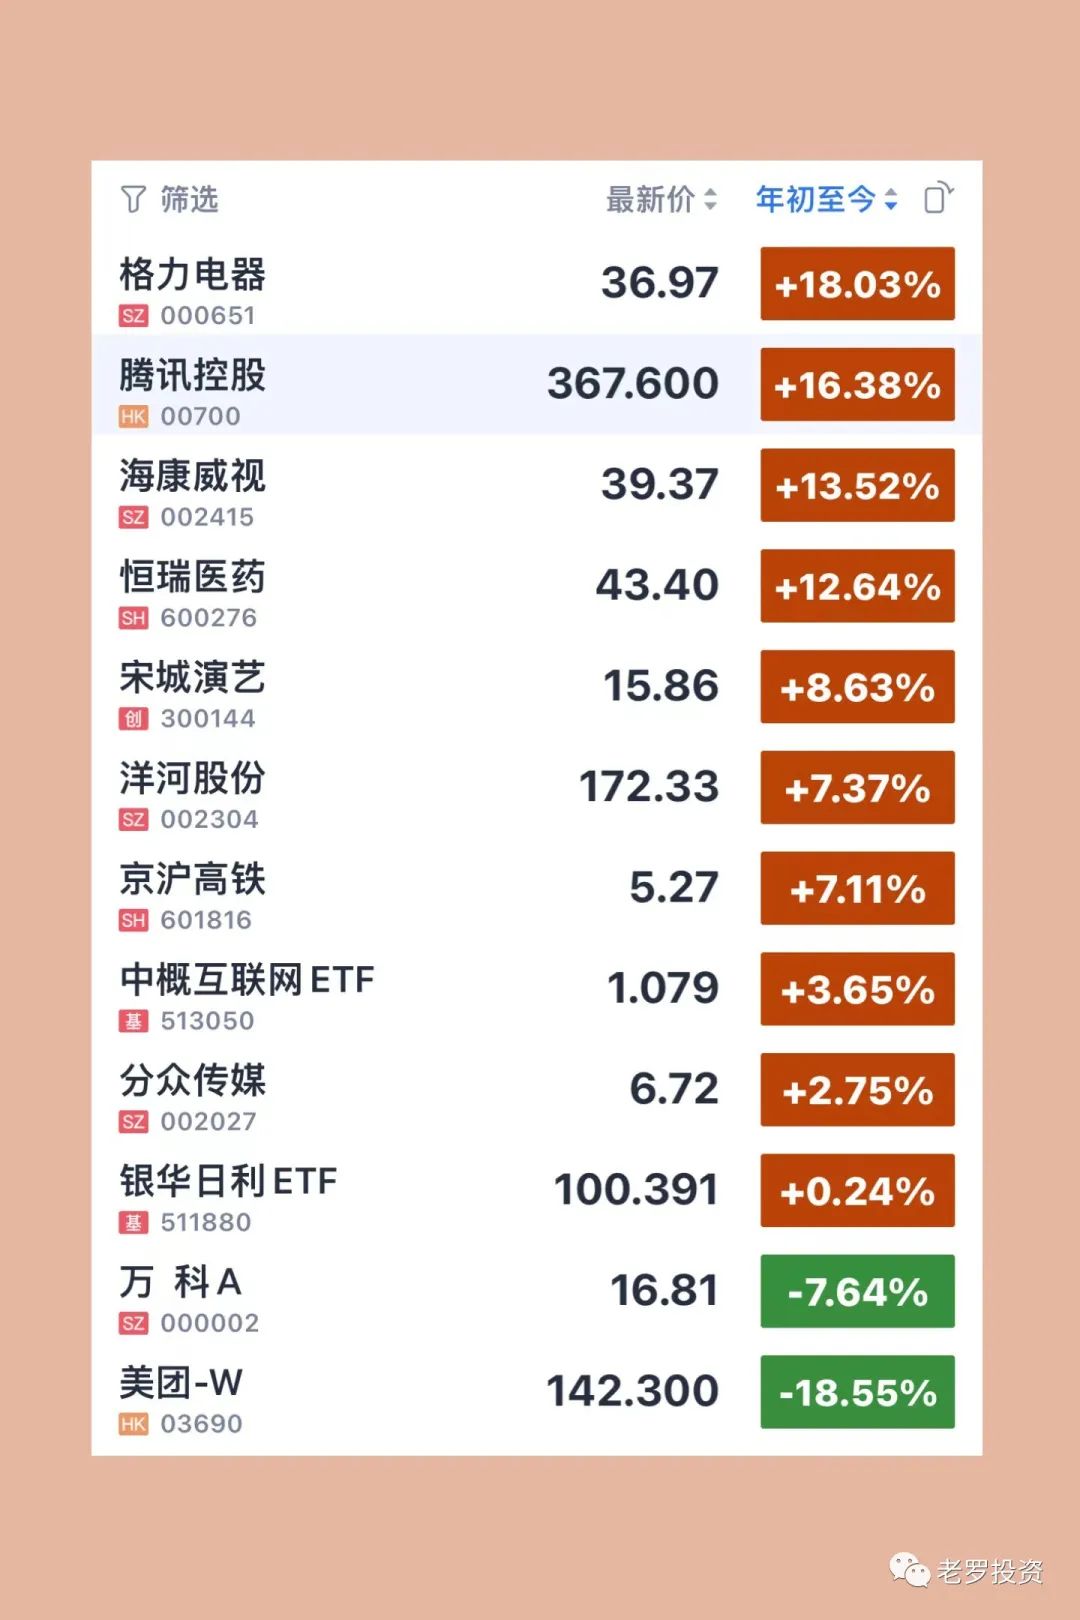 筛选 最新价 年初至今
格力电器 36.97 +18.03%
SZ 000651
腾讯控股 367.600 +16.38%
HK 00700
海康威视 39.37 +13.52%
SZ 002415
恒瑞医药 43.40 +12.64%
SH 600276
宋城演艺 15.86 +8.63%
创 300144
洋河股份 172.33 +7.37%
SZ 002304
京沪高铁 5.27 +7.11%
SH 601816
中概互联网ETF 1.079 +3.65%
基 513050
分众传媒 6.72 +2.75%
SZ 002027
银华日利ETF 100.391 +0.24%
基 511880
万 科A 16.81 -7.64%
SZ 000002
美团-W 142.300 -18.55%
HK 03690
老罗投资